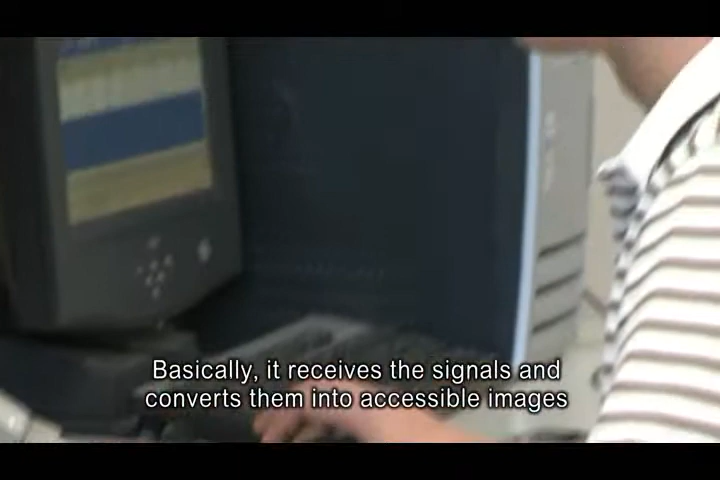 Basically, it receives the signals and
converts them into accessible images